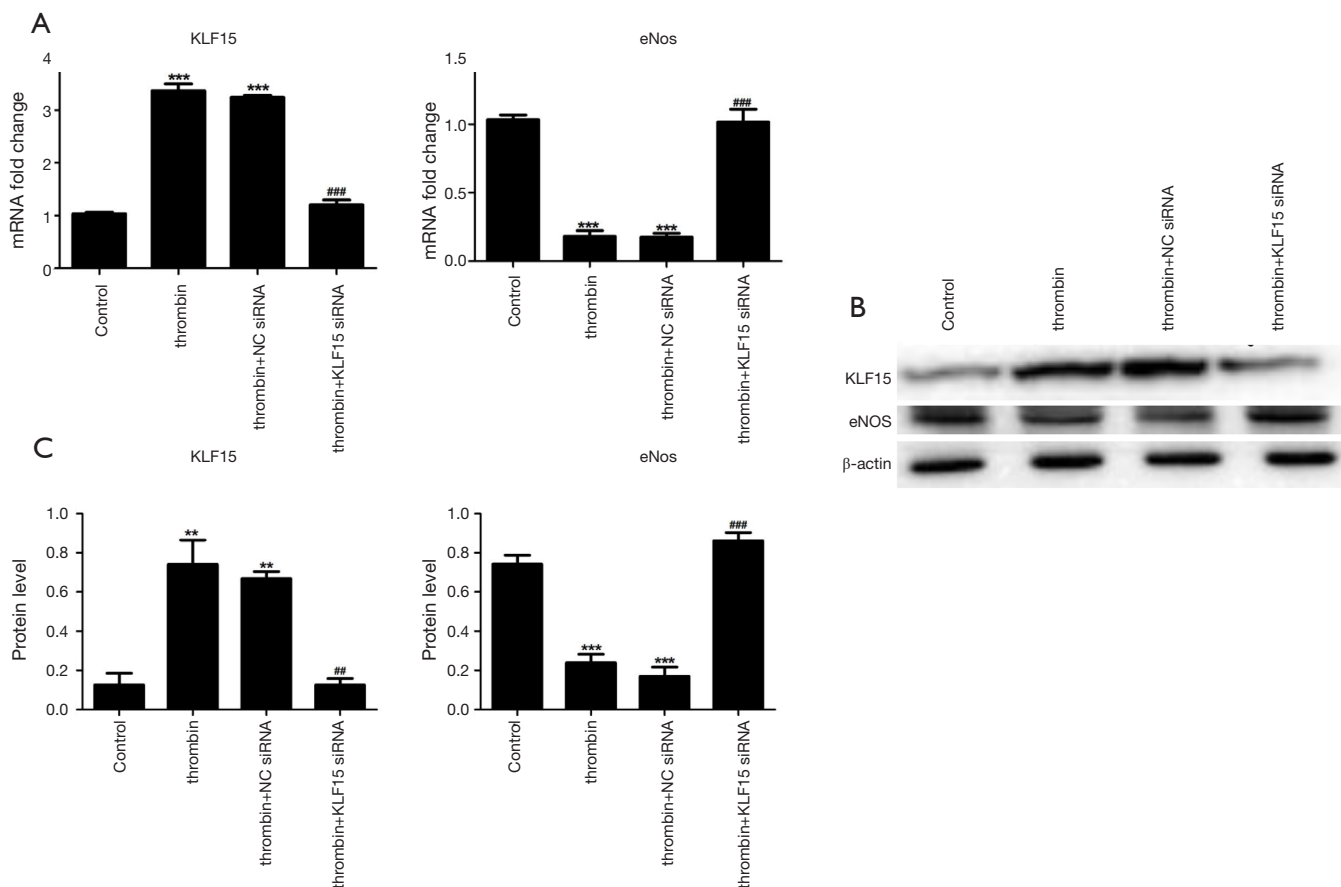 A
KLF15
mRNA fold change
4
3
2
1
0
***
***
###
Control
thrombin
thrombin+NC siRNA
thrombin+KLF15 siRNA
eNos
mRNA fold change
1.5
1.0
0.5
0.0
***
***
###
Control
thrombin
thrombin+NC siRNA
thrombin+KLF15 siRNA
B
Control
thrombin
thrombin+NC siRNA
thrombin+KLF15 siRNA
KLF15
eNOS
β-actin
C
KLF15
Protein level
1.0
0.8
0.6
0.4
0.2
0.0
**
**
##
Control
thrombin
thrombin+NC siRNA
thrombin+KLF15 siRNA
eNos
Protein level
1.0
0.8
0.6
0.4
0.2
0.0
***
***
###
Control
thrombin
thrombin+NC siRNA
thrombin+KLF15 siRNA